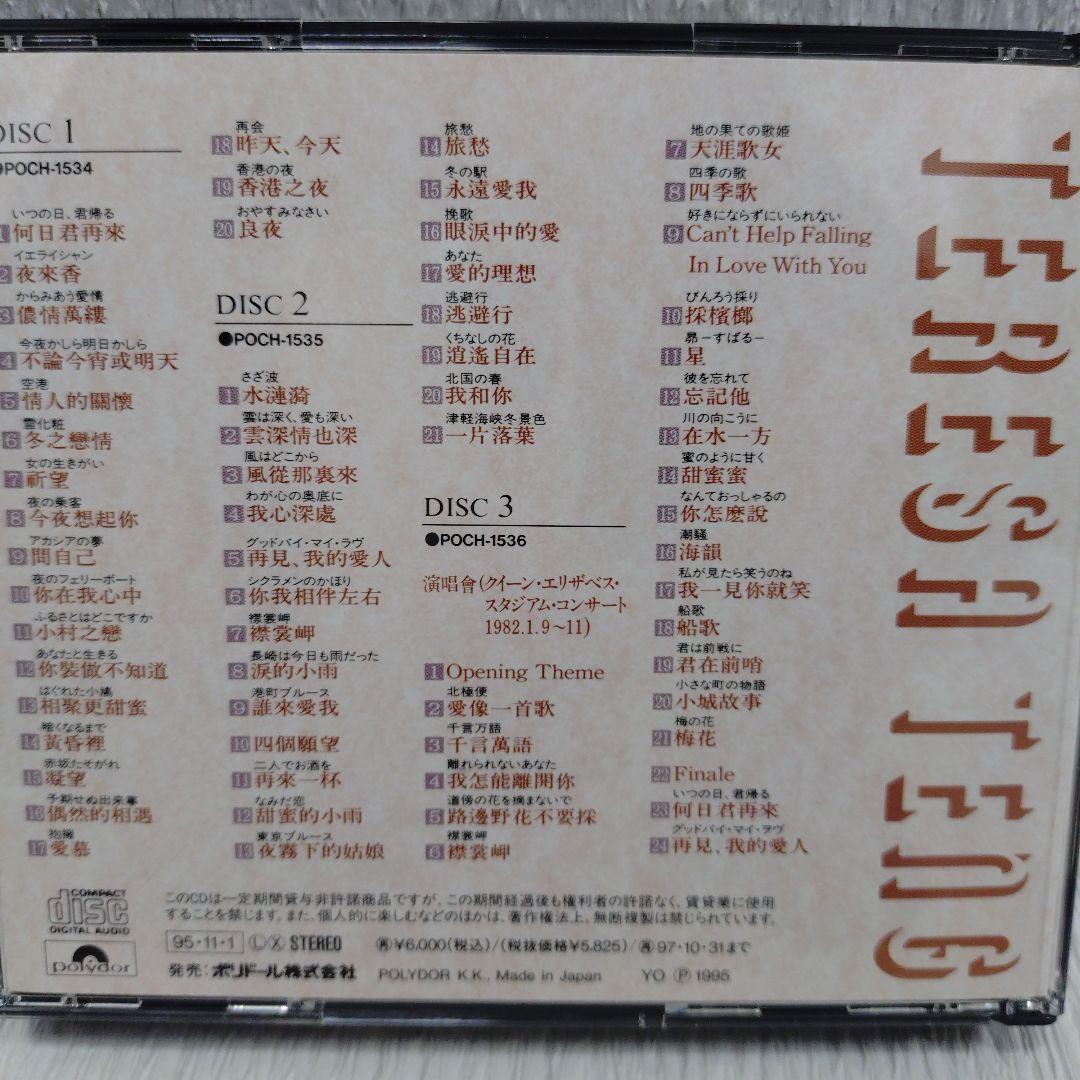 DISC 1
●POCH-1534
いつの日、君帰る
1 何日君再來
イエライシャン
2 夜來香
からみあう愛情
3 儂情萬縷
今夜かしら明日かしら
4 不論今宵或明天
空港
5 情人的關懷
雪化粧
6 冬之戀情
女の生きがい
7 祈望
夜の乗客
8 今夜想起你
アカシアの夢
9 問自己
夜のフェリーボート
10 你在我心中
ふるさとはどこですか
11 小村之戀
あなたと生きる
12 你裝做不知道
はぐれた小鳩
13 相聚更甜蜜
暗くなるまで
14 黃昏裡
赤坂たそがれ
15 凝望
予期せぬ出来事
16 偶然的相遇
抱擁
17 愛慕
再会
18 昨天、今天
香港の夜
19 香港之夜
おやすみなさい
20 良夜
DISC 2
●POCH-1535
さざ波
1 水漣漪
雲は深く、愛も深い
2 雲深情也深
風はどこから
3 風從那裏來
わが心の奥底に
4 我心深處
グッドバイ・マイ・ラヴ
5 再見、我的愛人
シクラメンのかほり
6 你我相伴左右
襟裳岬
7 襟裳岬
長崎は今日も雨だった
8 淚的小雨
港町ブルース
9 誰來愛我
10 四個願望
二人でお酒を
11 再來一杯
なみだ恋
12 甜蜜的小雨
東京ブルース
13 夜霧下的姑娘
旅愁
14 旅愁
冬の駅
15 永遠愛我
挽歌
16 眼淚中的愛
あなた
17 愛的理想
逃避行
18 逃避行
くちなしの花
19 逍遙自在
北国の春
20 我和你
津軽海峡冬景色
21 一片落葉
DISC 3
●POCH-1536
演唱會(クイーン・エリザベス・
スタジアム・コンサート
1982.1.9～11)
1 Opening Theme
北極便
2 愛像一首歌
千言万語
3 千言萬語
離れられないあなた
4 我怎能離開你
道傍の花を摘まないで
5 路邊野花不要採
襟裳岬
6 襟裳岬
地の果ての歌姫
7 天涯歌女
四季の歌
8 四季歌
好きにならずにいられない
9 Can't Help Falling
In Love With You
びんろう採り
10 採檳榔
昴−すばる−
11 星
彼を忘れて
12 忘記他
川の向こうに
13 在水一方
蜜のように甘く
14 甜蜜蜜
なんておっしゃるの
15 你怎麼說
潮騒
16 海韻
私が見たら笑うのね
17 我一見你就笑
船歌
18 船歌
君は前戦に
19 君在前哨
小さな町の物語
20 小城故事
梅の花
21 梅花
22 Finale
いつの日、君帰る
23 何日君再來
グッドバイ・マイ・ラヴ
24 再見、我的愛人
teresa teng
COMPACT
disc
DIGITAL AUDIO
polydor
このCDは一定期間貸与非許諾商品ですが、この期間経過後も権利者の許諾なく、賃貸業に使用
することを禁じます。また、個人的に楽しむなどのほかは、著作権法上、無断複製は禁じられています。
95・11・1 Ⓛ Ⓧ STEREO ㊒¥6,000(税込)/(税抜価格¥5,825)/㊒97・10・31まで
発売:ポリドール株式会社 POLYDOR K.K., Made in Japan YO Ⓟ 1995